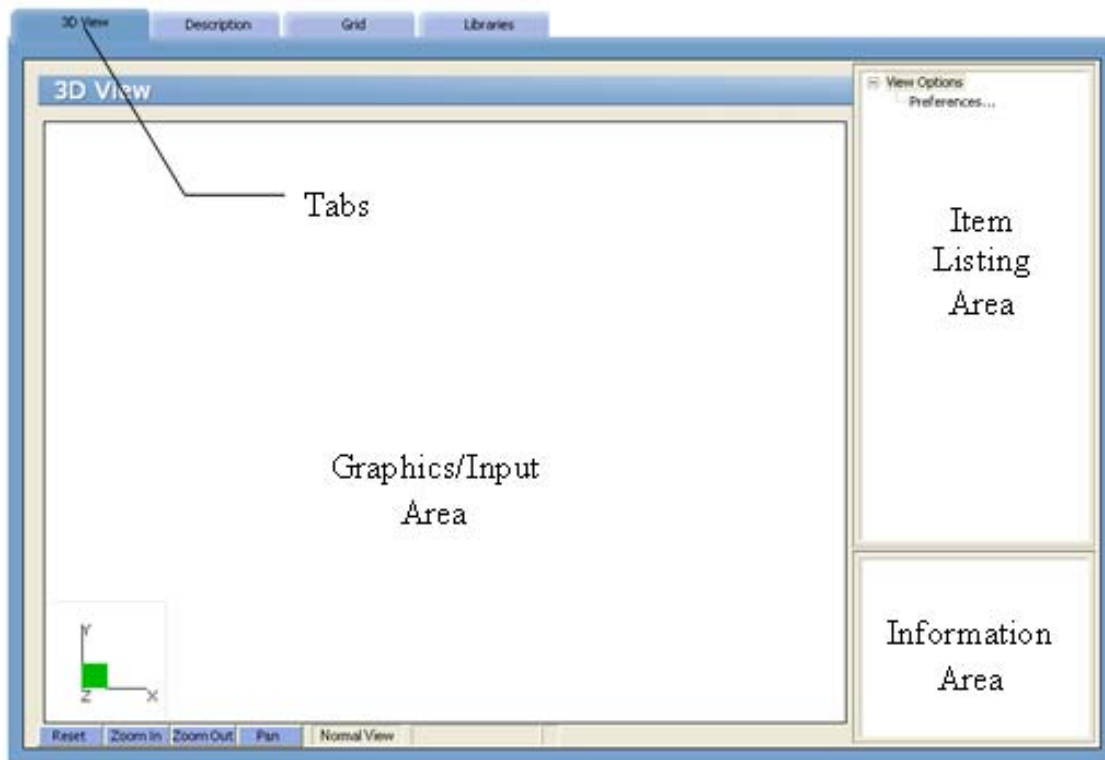 3D View
Description
Grid
Libraries
3D View
View Options
Preferences...
Tabs
Item
Listing
Area
Graphics/Input
Area
Information
Area
Y
Z
X
Reset
Zoom In
Zoom Out
Pan
Normal View